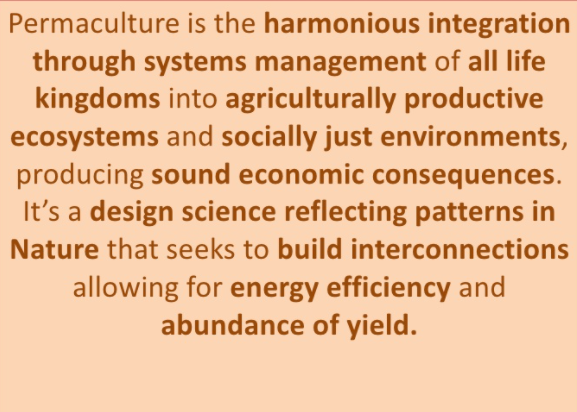 Permaculture is the harmonious integration
through systems management of all life
kingdoms into agriculturally productive
ecosystems and socially just environments,
producing sound economic consequences.
It’s a design science reflecting patterns in
Nature that seeks to build interconnections
allowing for energy efficiency and
abundance of yield.